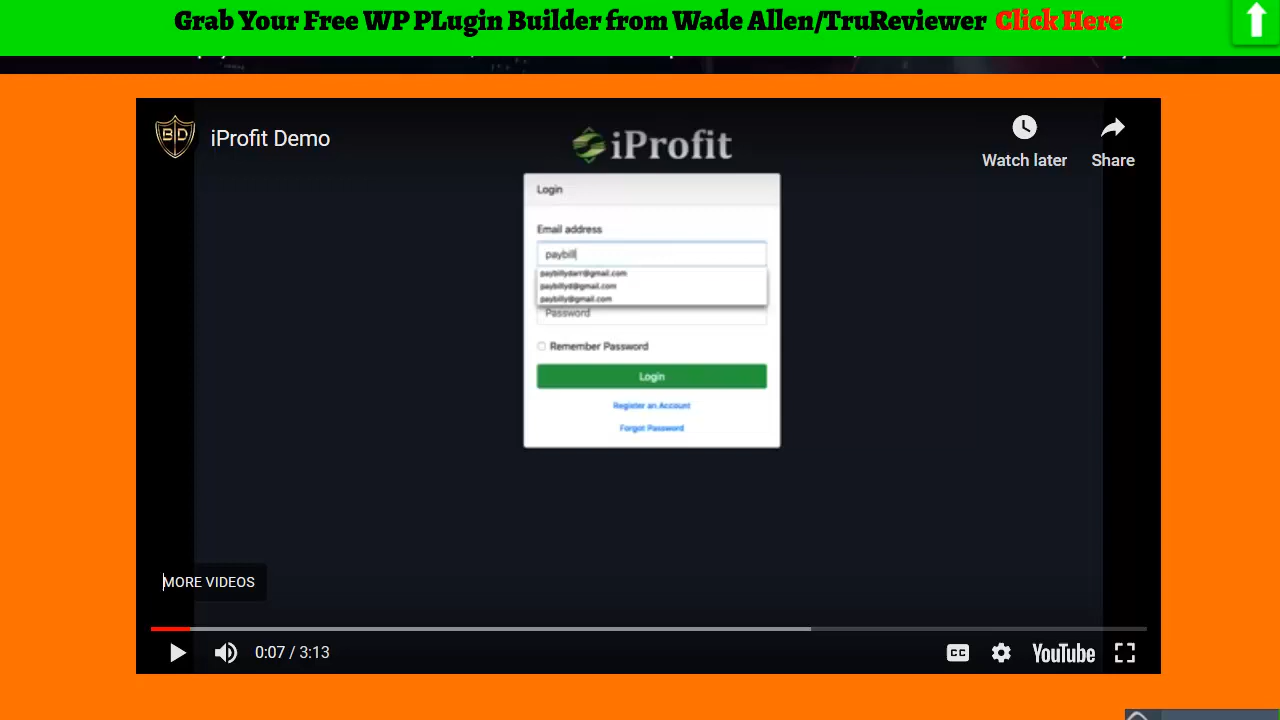 Grab Your Free WP PLugin Builder from Wade Allen/TruReviewer Click Here
BD
iProfit Demo
iProfit
Watch later
Share
Login
Email address
paybill
paybillydarr@gmail.com
paybillyd@gmail.com
paybilly@gmail.com
Password
Remember Password
Login
Register an Account
Forgot Password
MORE VIDEOS
0:07 / 3:13
CC
YouTube